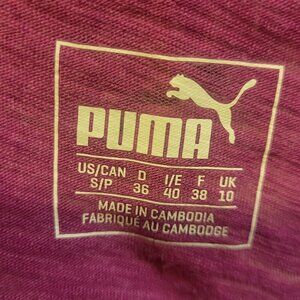 PUMA
US/CAN D I/E F UK
S/P 36 40 38 10
MADE IN CAMBODIA
FABRIQUÉ AU CAMBODGE